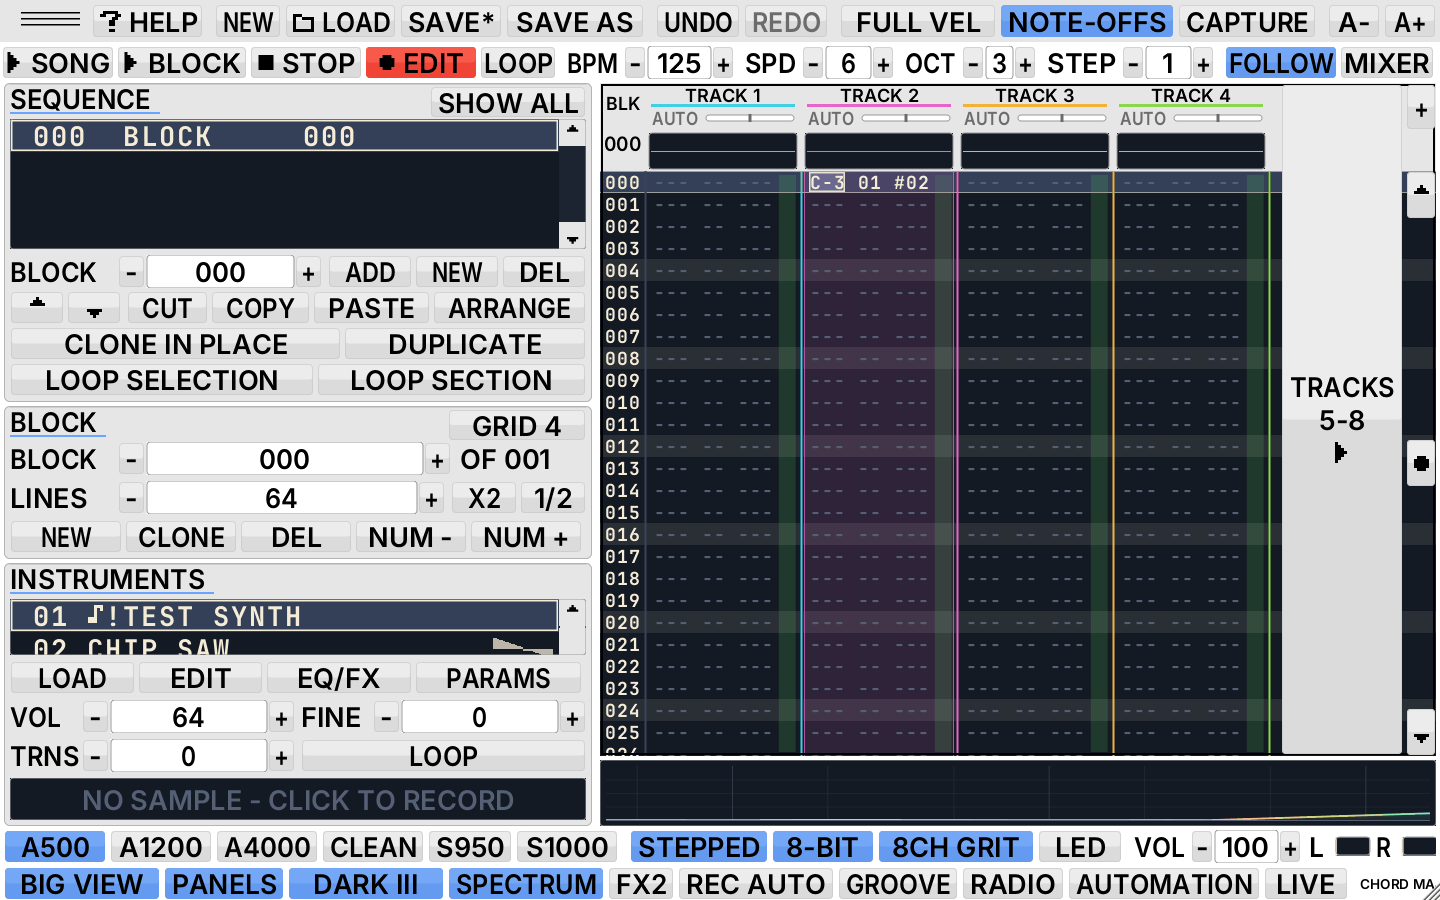 HELP NEW LOAD SAVE* SAVE AS UNDO REDO FULL VEL NOTE-OFFS CAPTURE A- A+
SONG BLOCK STOP EDIT LOOP BPM - 125 + SPD - 6 + OCT - 3 + STEP - 1 + FOLLOW MIXER
SEQUENCE SHOW ALL
000 BLOCK 000
BLOCK - 000 + ADD NEW DEL
CUT COPY PASTE ARRANGE
CLONE IN PLACE DUPLICATE
LOOP SELECTION LOOP SECTION
BLOCK GRID 4
BLOCK - 000 + OF 001
LINES - 64 + X2 1/2
NEW CLONE DEL NUM - NUM +
INSTRUMENTS
01 ♪!TEST SYNTH
02 CHIP SAW
LOAD EDIT EQ/FX PARAMS
VOL - 64 + FINE - 0 +
TRNS - 0 + LOOP
NO SAMPLE - CLICK TO RECORD
BLK TRACK 1 TRACK 2 TRACK 3 TRACK 4 +
AUTO AUTO AUTO AUTO
000
000 --- -- --- C-3 01 #02 --- -- --- --- -- ---
001 --- -- --- --- -- --- --- -- --- --- -- ---
002 --- -- --- --- -- --- --- -- --- --- -- ---
003 --- -- --- --- -- --- --- -- --- --- -- ---
004 --- -- --- --- -- --- --- -- --- --- -- ---
005 --- -- --- --- -- --- --- -- --- --- -- ---
006 --- -- --- --- -- --- --- -- --- --- -- ---
007 --- -- --- --- -- --- --- -- --- --- -- ---
008 --- -- --- --- -- --- --- -- --- --- -- ---
009 --- -- --- --- -- --- --- -- --- --- -- ---
010 --- -- --- --- -- --- --- -- --- --- -- ---
011 --- -- --- --- -- --- --- -- --- --- -- ---
012 --- -- --- --- -- --- --- -- --- --- -- ---
013 --- -- --- --- -- --- --- -- --- --- -- ---
014 --- -- --- --- -- --- --- -- --- --- -- ---
015 --- -- --- --- -- --- --- -- --- --- -- ---
016 --- -- --- --- -- --- --- -- --- --- -- ---
017 --- -- --- --- -- --- --- -- --- --- -- ---
018 --- -- --- --- -- --- --- -- --- --- -- ---
019 --- -- --- --- -- --- --- -- --- --- -- ---
020 --- -- --- --- -- --- --- -- --- --- -- ---
021 --- -- --- --- -- --- --- -- --- --- -- ---
022 --- -- --- --- -- --- --- -- --- --- -- ---
023 --- -- --- --- -- --- --- -- --- --- -- ---
024 --- -- --- --- -- --- --- -- --- --- -- ---
025 --- -- --- --- -- --- --- -- --- --- -- ---
TRACKS
5-8
A500 A1200 A4000 CLEAN S950 S1000 STEPPED 8-BIT 8CH GRIT LED VOL - 100 + L R
BIG VIEW PANELS DARK III SPECTRUM FX2 REC AUTO GROOVE RADIO AUTOMATION LIVE CHORD MA